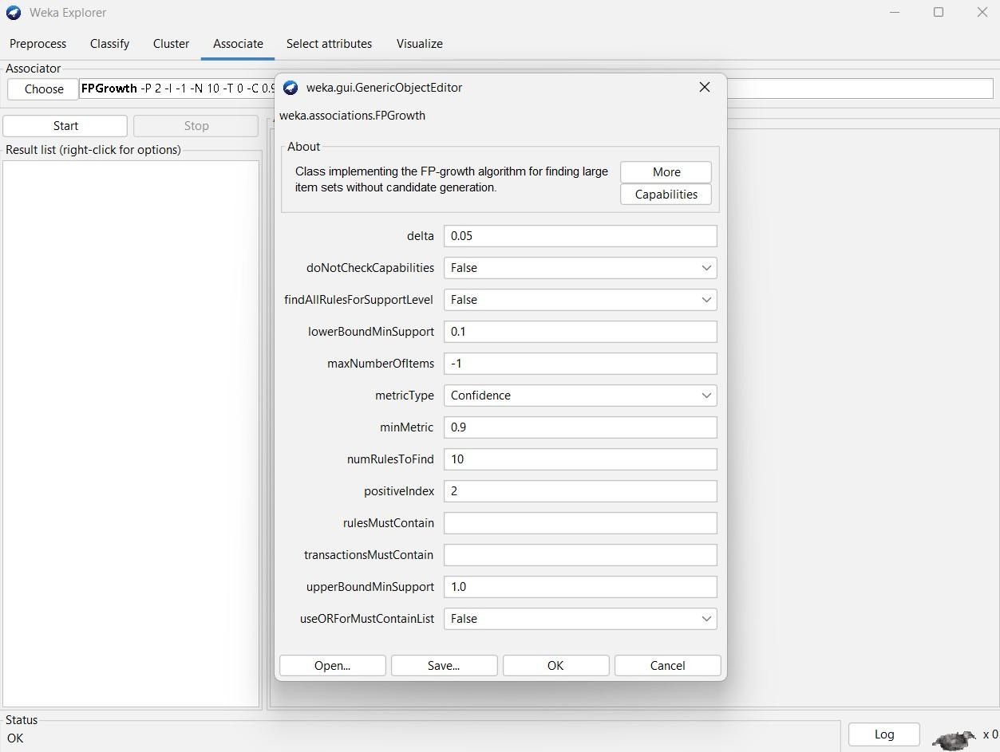 Weka Explorer
Preprocess Classify Cluster Associate Select attributes Visualize
Associator
Choose FPGrowth -P 2 -I -1 -N 10 -T 0 -C 0.9
weka.gui.GenericObjectEditor
weka.associations.FPGrowth
Start Stop
Result list (right-click for options)
About
Class implementing the FP-growth algorithm for finding large
item sets without candidate generation.
More
Capabilities
delta 0.05
doNotCheckCapabilities False
findAllRulesForSupportLevel False
lowerBoundMinSupport 0.1
maxNumberOfItems -1
metricType Confidence
minMetric 0.9
numRulesToFind 10
positiveIndex 2
rulesMustContain
transactionsMustContain
upperBoundMinSupport 1.0
useORForMustContainList False
Open... Save... OK Cancel
Status
OK
Log x 0